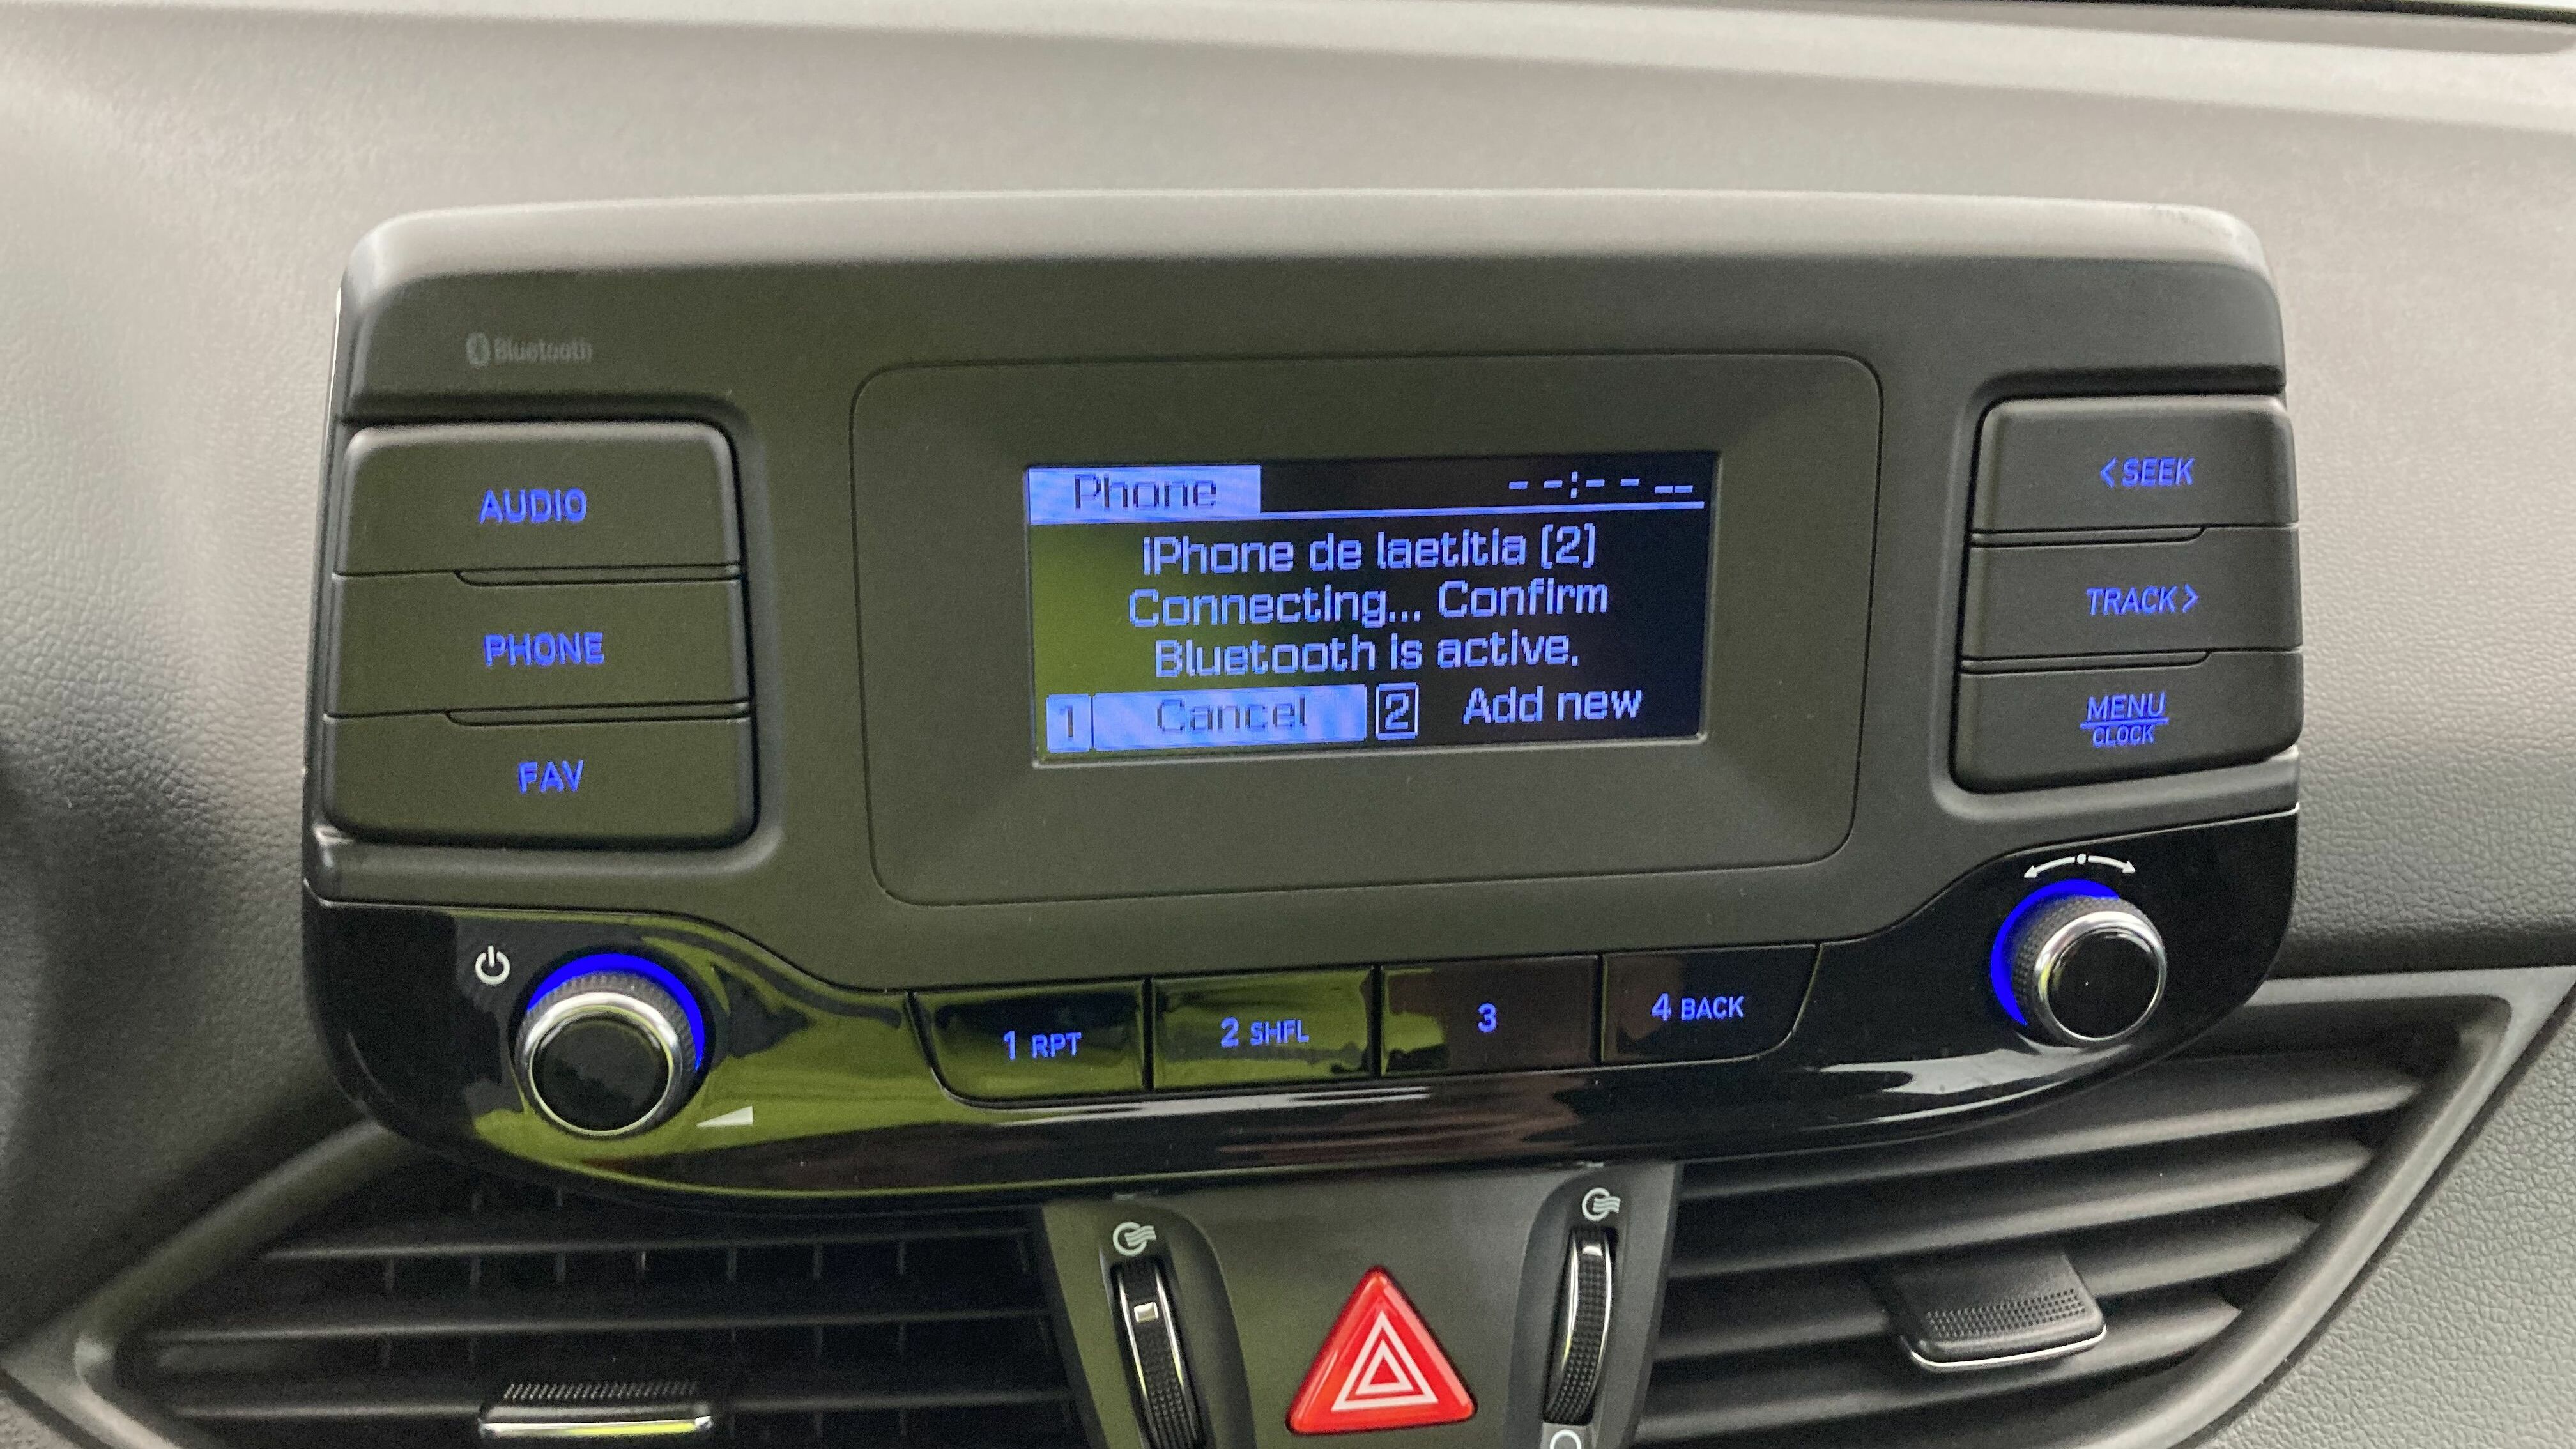 Bluetooth
AUDIO
PHONE
FAV
Phone
--:-- --
iPhone de laetitia (2)
Connecting... Confirm
Bluetooth is active.
1 Cancel 2 Add new
< SEEK
TRACK >
MENU
CLOCK
1 RPT
2 SHFL
3
4 BACK